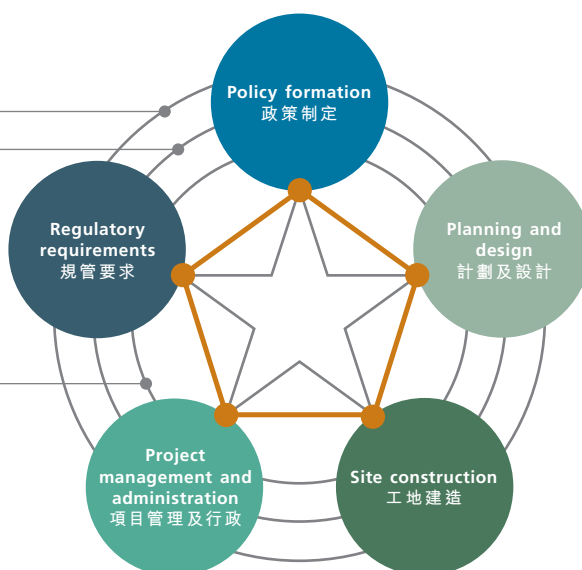 Policy formation
政策制定
Regulatory
requirements
規管要求
Planning and
design
計劃及設計
Project
management and
administration
項目管理及行政
Site construction
工地建造